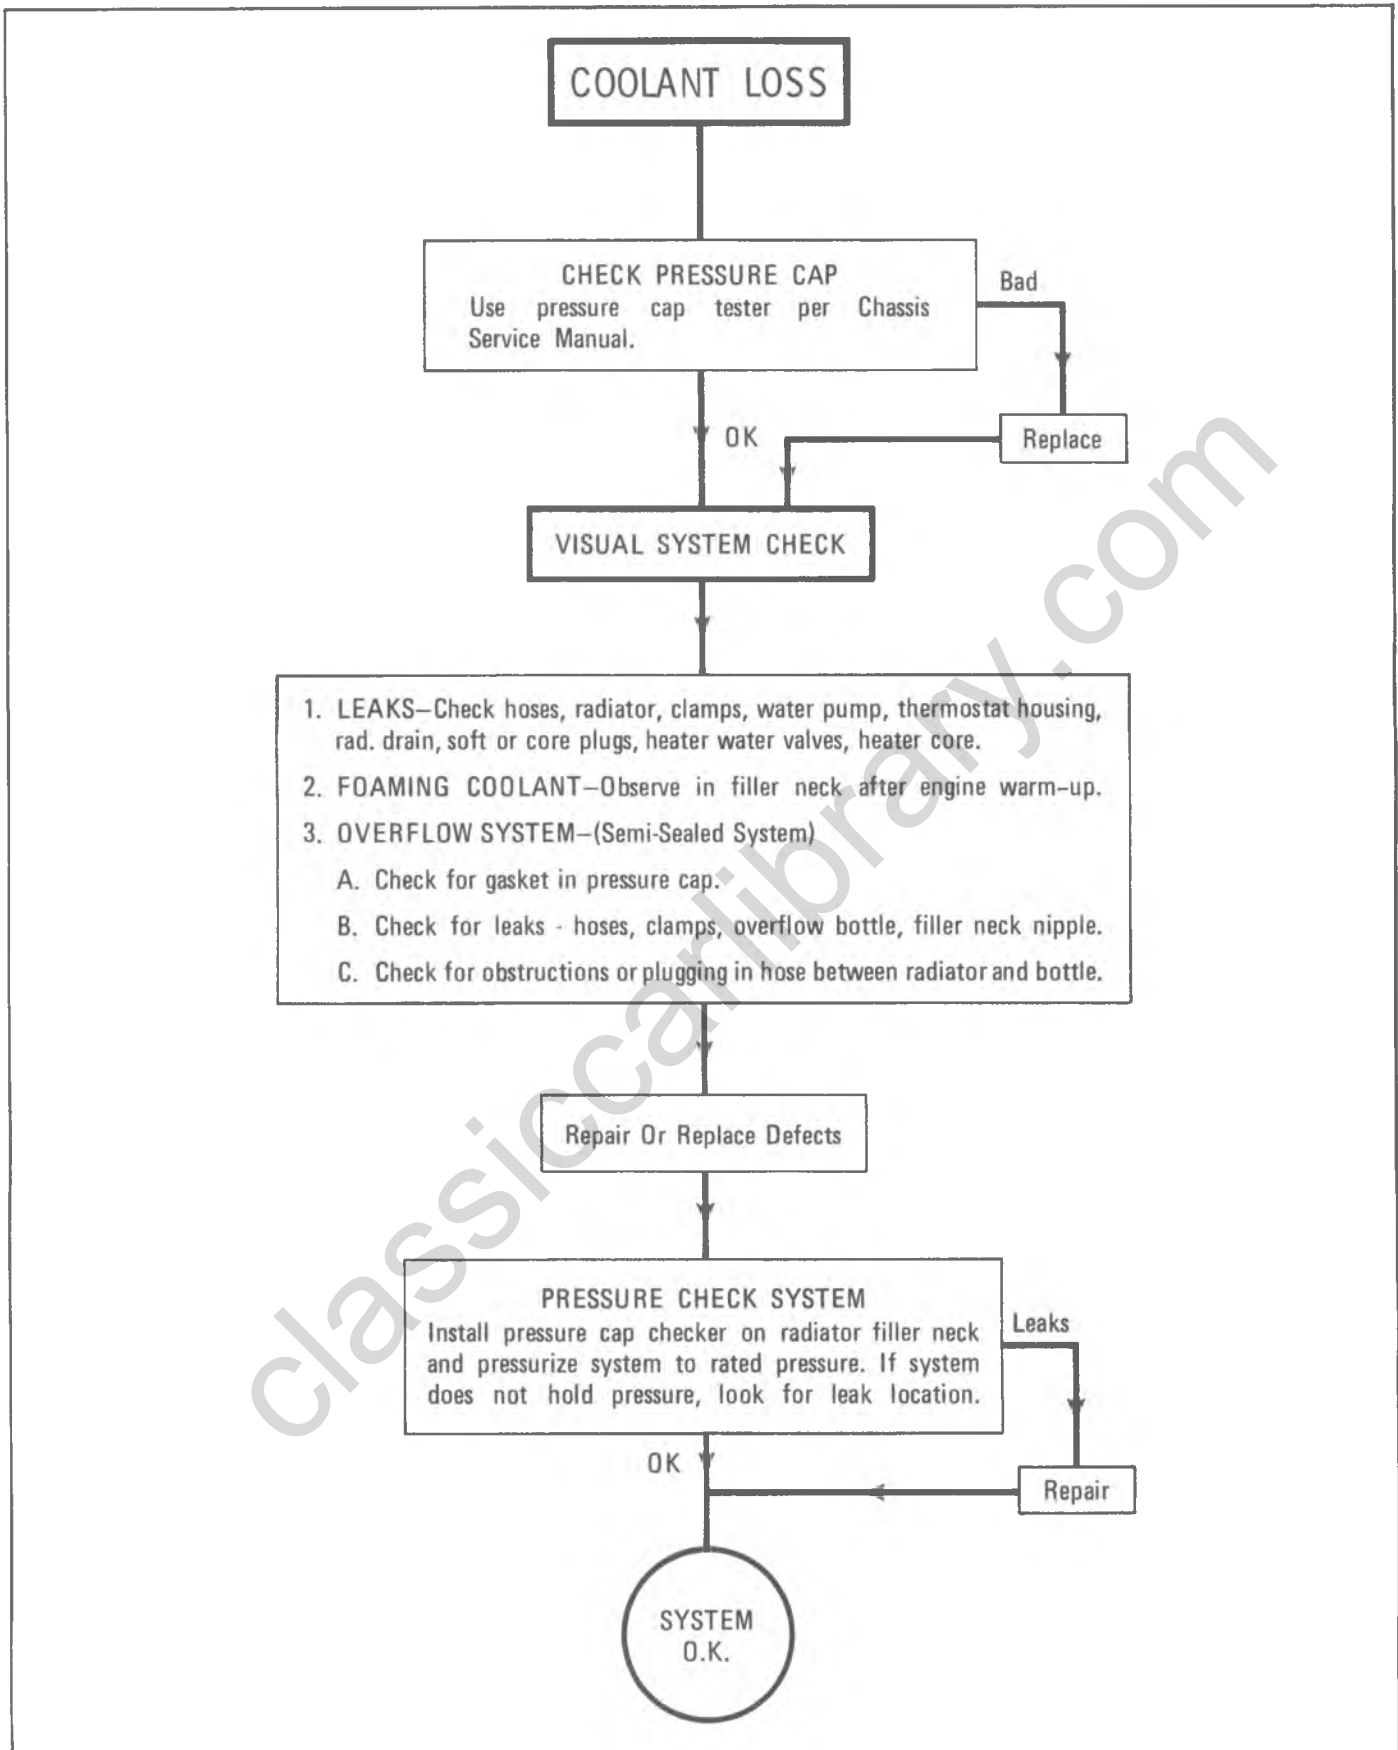 COOLANT LOSS
CHECK PRESSURE CAP
Use pressure cap tester per Chassis
Service Manual.
Bad
OK
Replace
VISUAL SYSTEM CHECK
1. LEAKS–Check hoses, radiator, clamps, water pump, thermostat housing,
rad. drain, soft or core plugs, heater water valves, heater core.
2. FOAMING COOLANT–Observe in filler neck after engine warm-up.
3. OVERFLOW SYSTEM–(Semi-Sealed System)
A. Check for gasket in pressure cap.
B. Check for leaks - hoses, clamps, overflow bottle, filler neck nipple.
C. Check for obstructions or plugging in hose between radiator and bottle.
Repair Or Replace Defects
PRESSURE CHECK SYSTEM
Install pressure cap checker on radiator filler neck
and pressurize system to rated pressure. If system
does not hold pressure, look for leak location.
Leaks
OK
Repair
SYSTEM
O.K.
classiccarlibrary.com